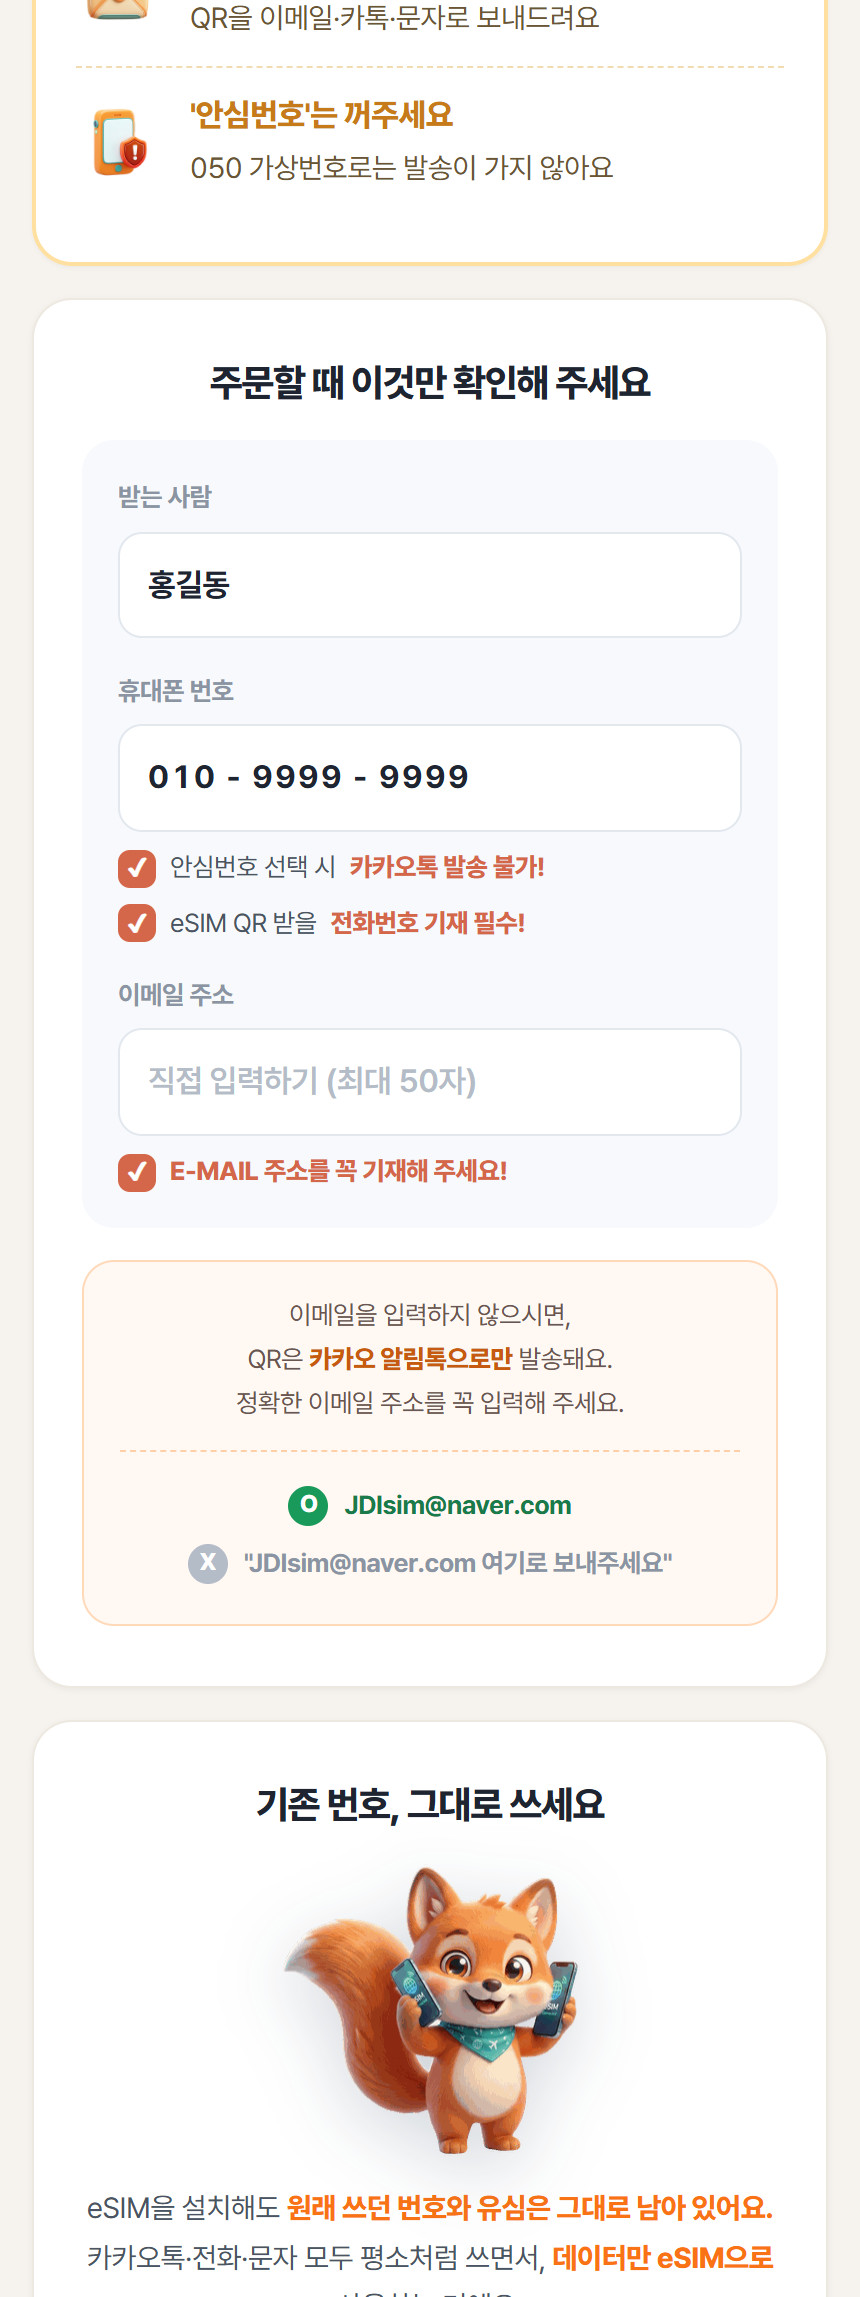 QR을 이메일·카톡·문자로 보내드려요
'안심번호'는 꺼주세요
050 가상번호로는 발송이 가지 않아요
주문할 때 이것만 확인해 주세요
받는 사람
홍길동
휴대폰 번호
010 - 9999 - 9999
안심번호 선택 시 카카오톡 발송 불가!
eSIM QR 받을 전화번호 기재 필수!
이메일 주소
직접 입력하기 (최대 50자)
E-MAIL 주소를 꼭 기재해 주세요!
이메일을 입력하지 않으시면,
QR은 카카오 알림톡으로만 발송돼요.
정확한 이메일 주소를 꼭 입력해 주세요.
O JDIsim@naver.com
X "JDIsim@naver.com 여기로 보내주세요"
기존 번호, 그대로 쓰세요
eSIM을 설치해도 원래 쓰던 번호와 유심은 그대로 남아 있어요.
카카오톡·전화·문자 모두 평소처럼 쓰면서, 데이터만 eSIM으로